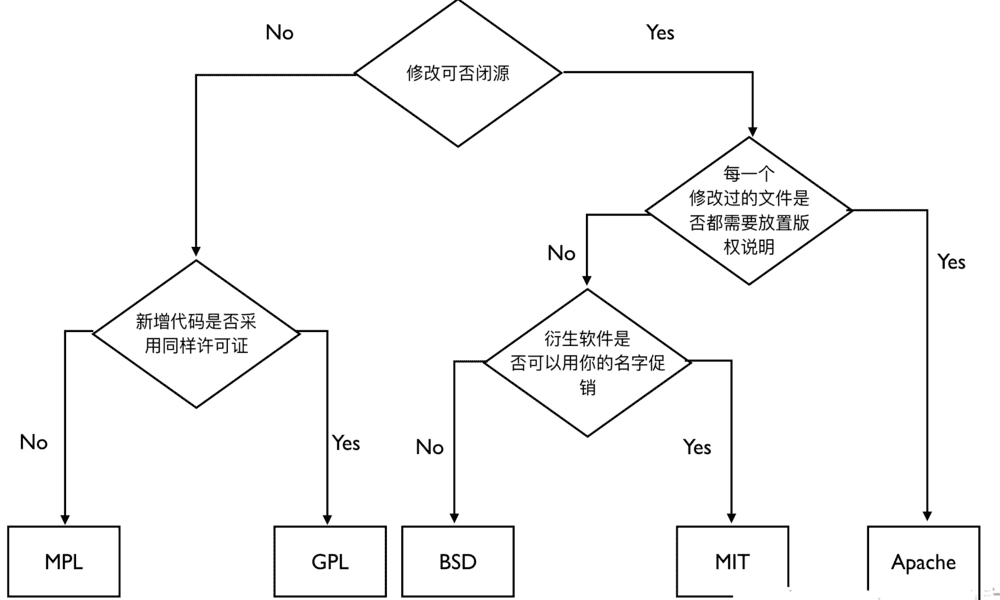 No
Yes
修改可否闭源
每一个
修改过的文件是
否都需要放置版
权说明
No
Yes
新增代码是否采
用同样许可证
衍生软件是
否可以用你的名字促
销
No
Yes
No
Yes
MPL
GPL
BSD
MIT
Apache